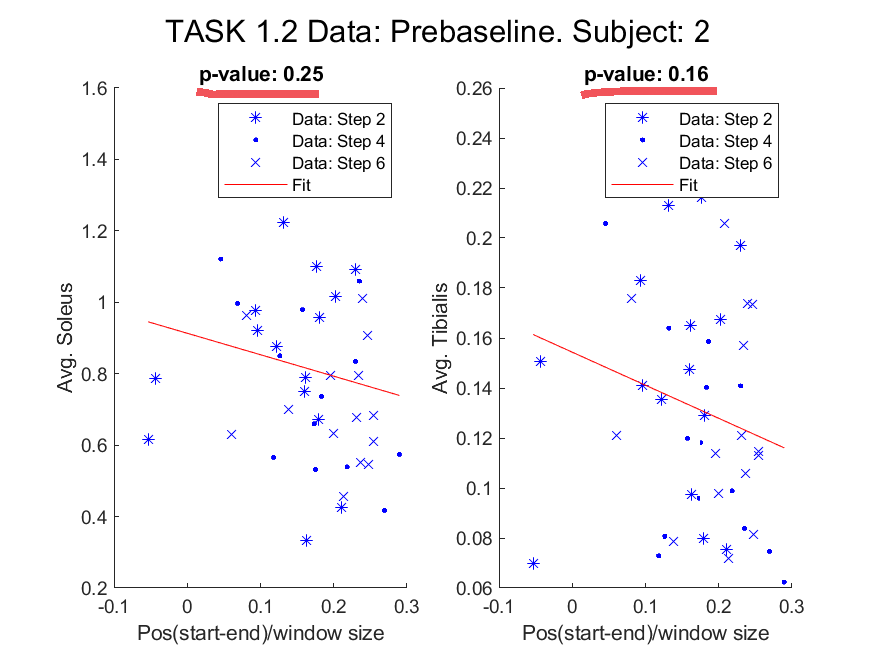 TASK 1.2 Data: Prebaseline. Subject: 2
p-value: 0.25
1.6
1.4
1.2
1
0.8
0.6
0.4
0.2
Avg. Soleus
Data: Step 2
Data: Step 4
Data: Step 6
Fit
-0.1 0 0.1 0.2 0.3
Pos(start-end)/window size
p-value: 0.16
0.26
0.24
0.22
0.2
0.18
0.16
0.14
0.12
0.1
0.08
0.06
Avg. Tibialis
Data: Step 2
Data: Step 4
Data: Step 6
Fit
-0.1 0 0.1 0.2 0.3
Pos(start-end)/window size